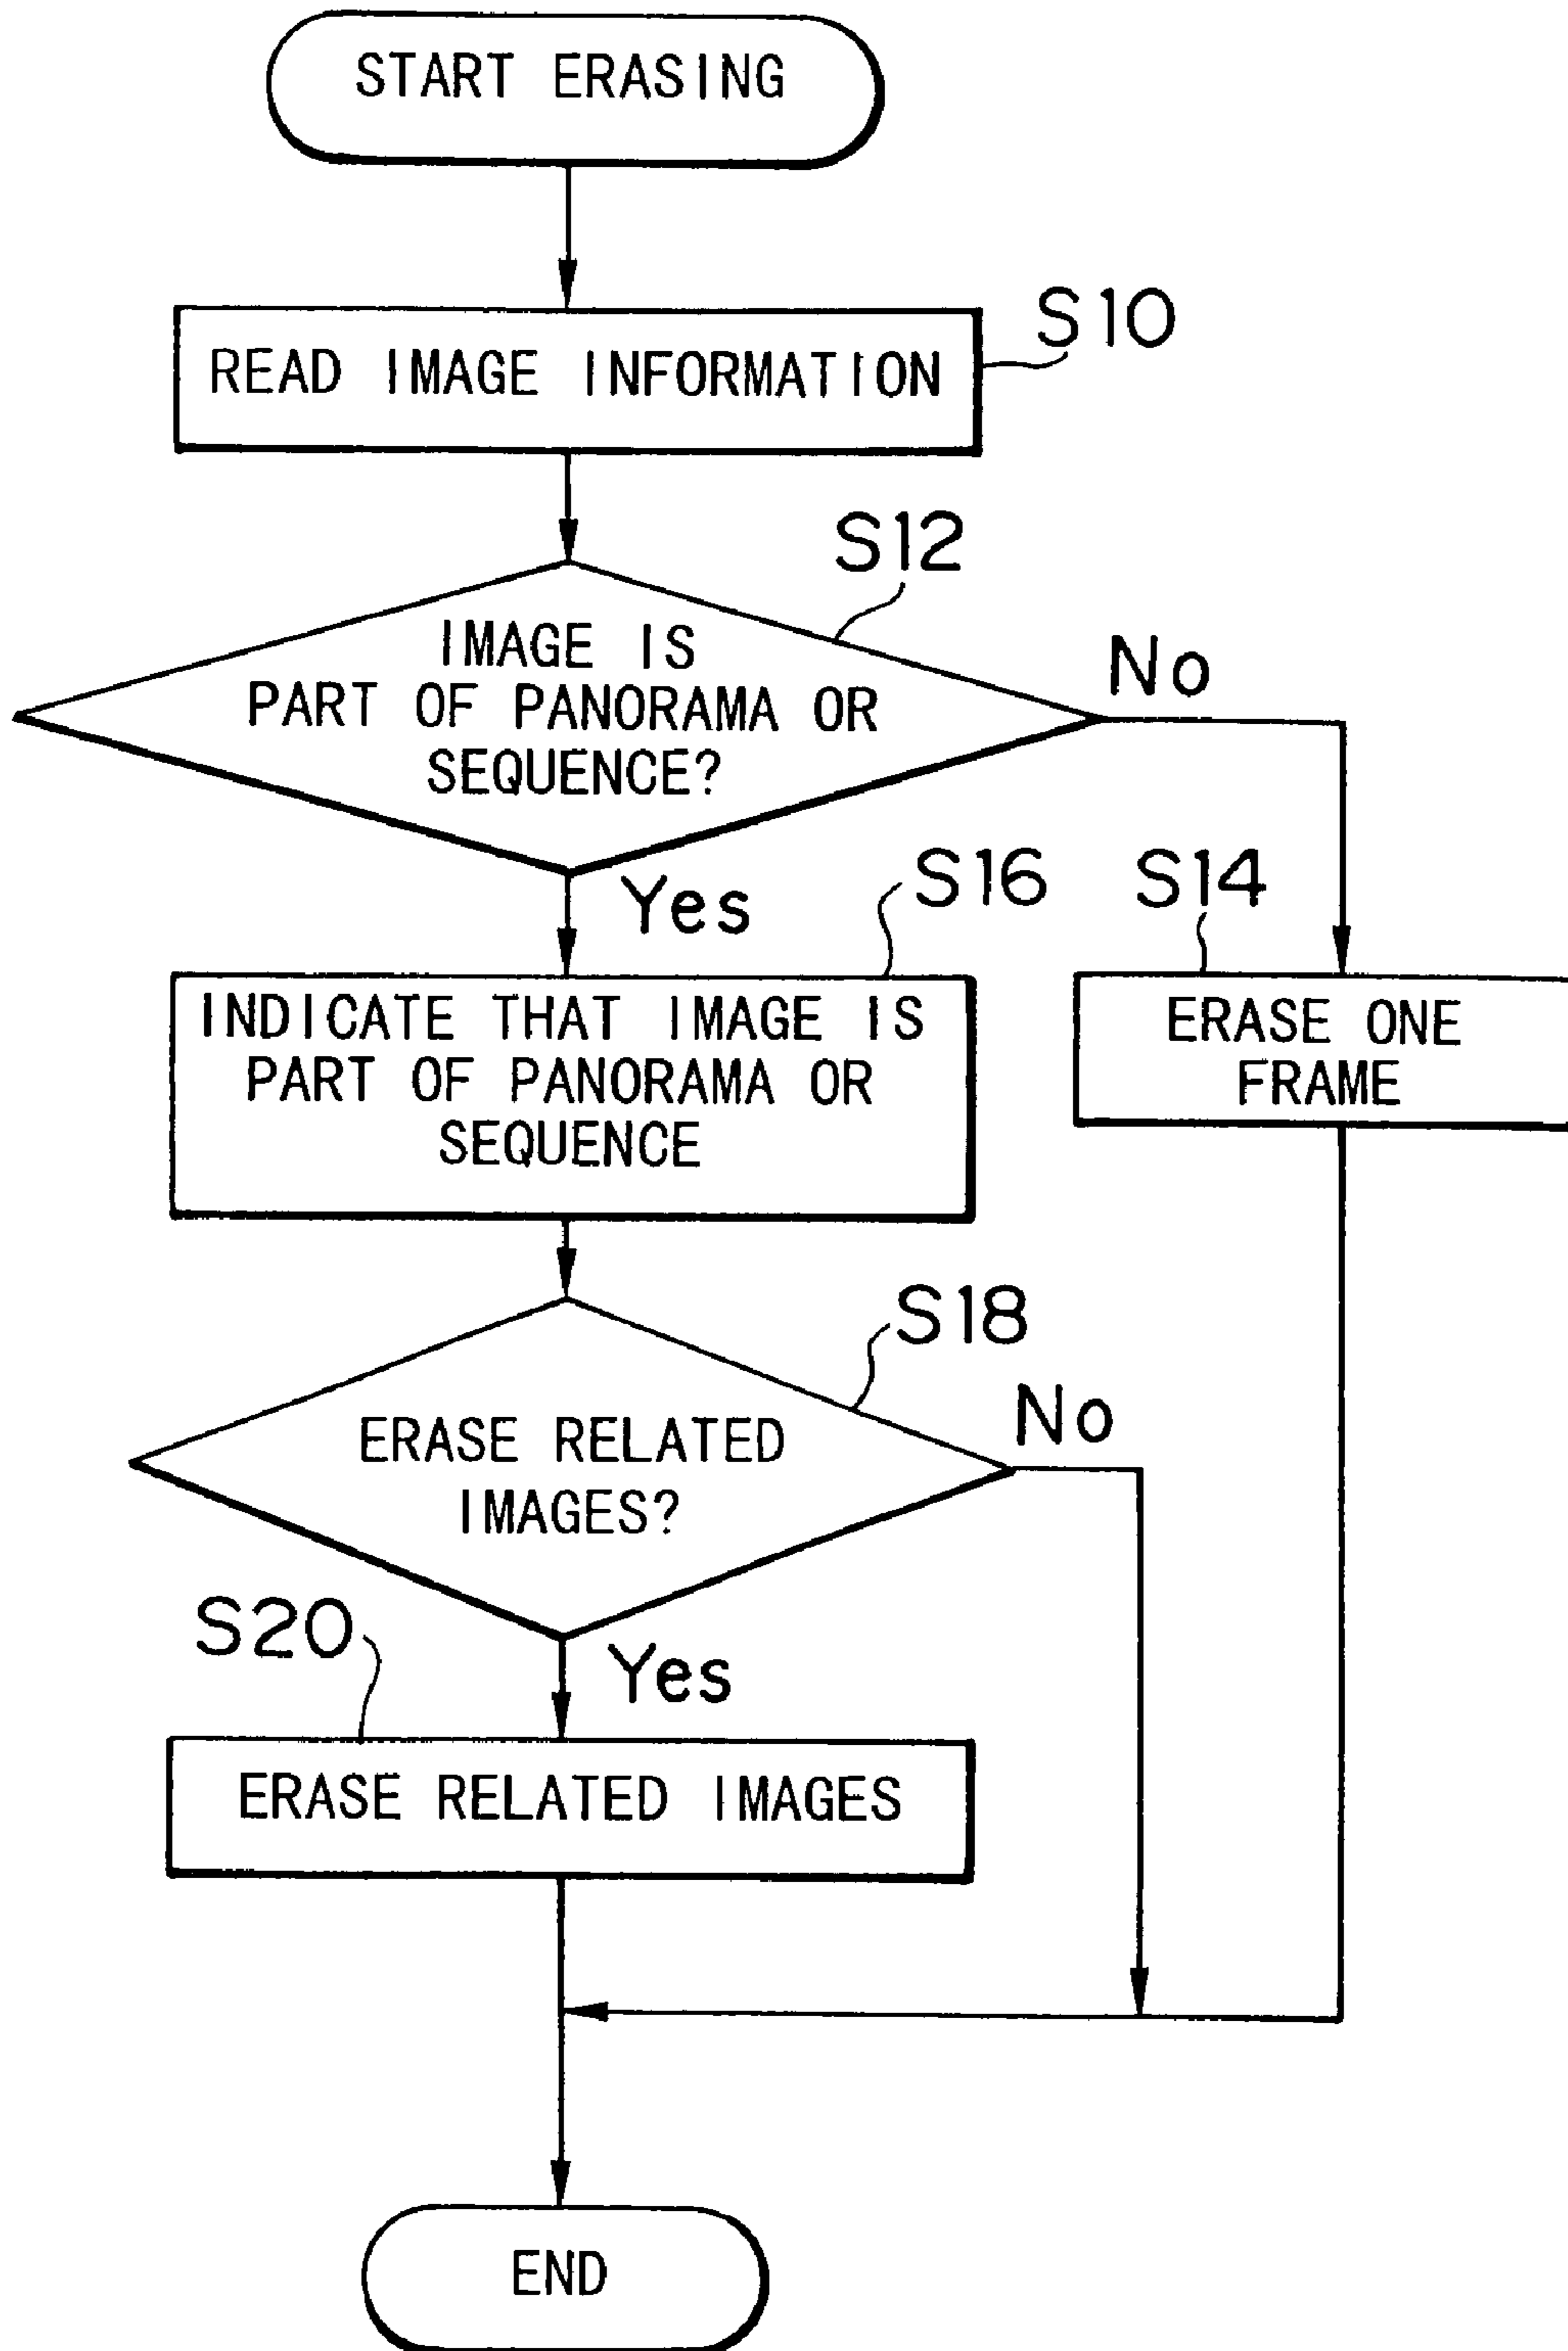 START ERASING
S10
READ IMAGE INFORMATION
S12
IMAGE IS
PART OF PANORAMA OR
SEQUENCE?
No
Yes
S16
S14
INDICATE THAT IMAGE IS
PART OF PANORAMA OR
SEQUENCE
ERASE ONE
FRAME
S18
ERASE RELATED
IMAGES?
No
S20
Yes
ERASE RELATED IMAGES
END